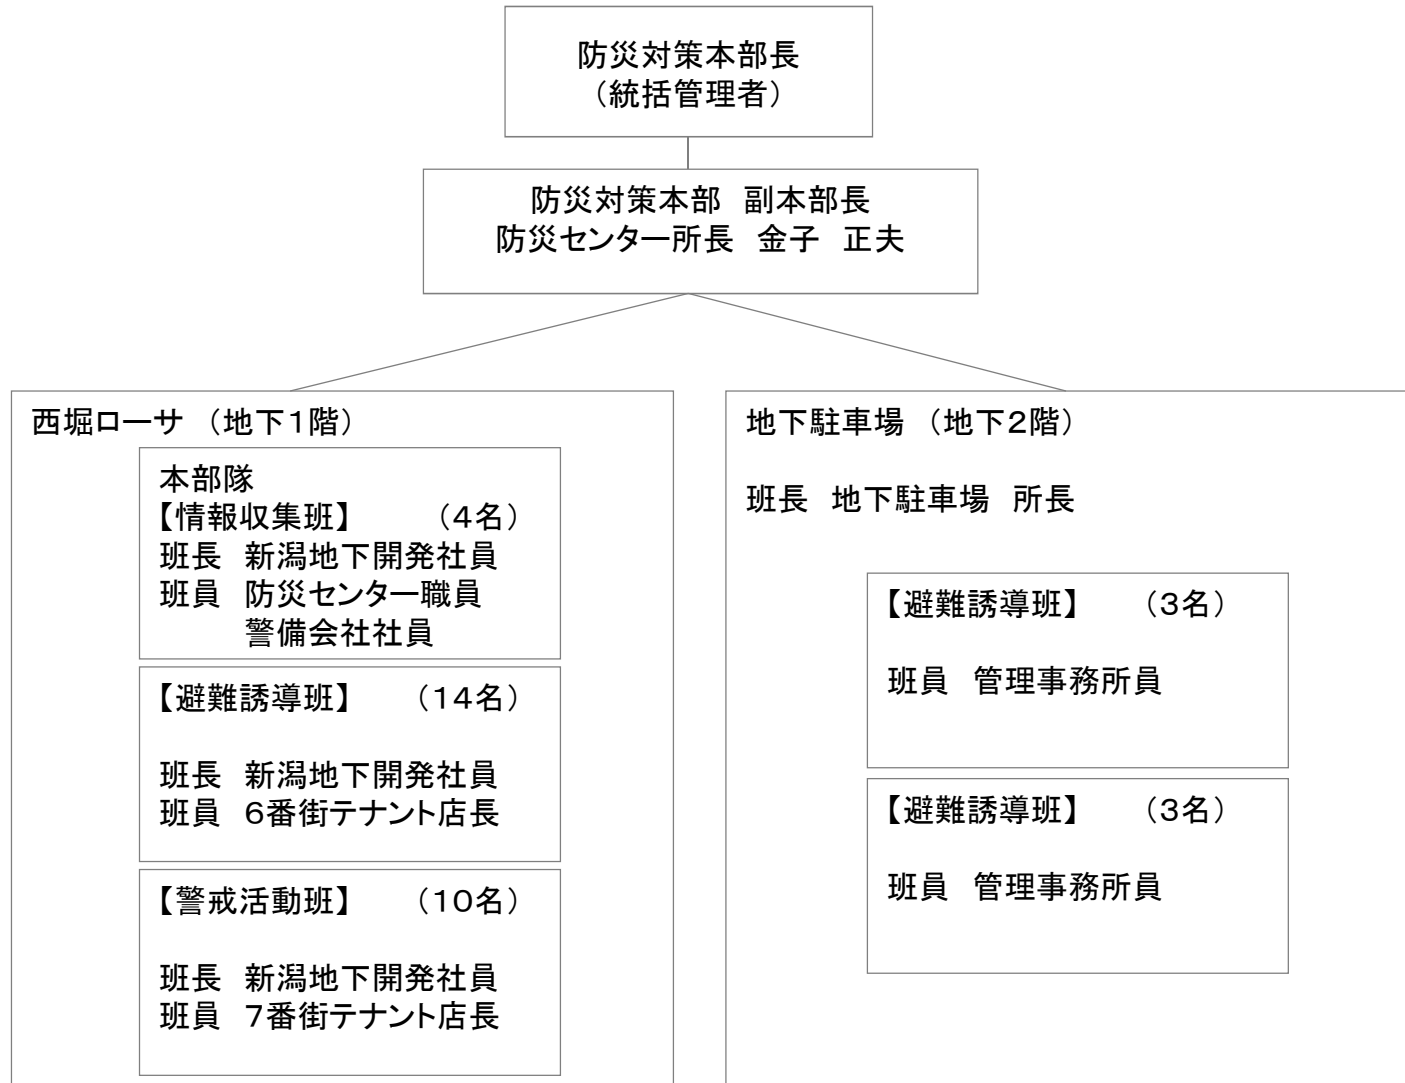 防災対策本部長
（統括管理者）
防災対策本部　副本部長
防災センター所長　金子　正夫
西堀ローサ　（地下１階）
本部隊
【情報収集班】　　　（４名）
班長　新潟地下開発社員
班員　防災センター職員
警備会社社員
【避難誘導班】　　（１４名）
班長　新潟地下開発社員
班員　６番街テナント店長
【警戒活動班】　　（１０名）
班長　新潟地下開発社員
班員　７番街テナント店長
地下駐車場　（地下２階）
班長　地下駐車場　所長
【避難誘導班】　　（３名）
班員　管理事務所員
【避難誘導班】　　（３名）
班員　管理事務所員